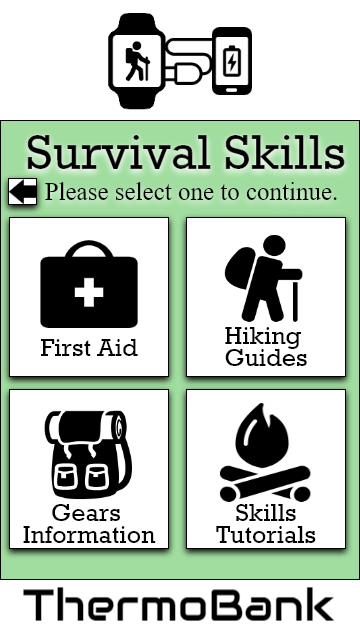 Survival Skills
Please select one to continue.
First Aid
Hiking
Guides
Gears
Information
Skills
Tutorials
ThermoBank